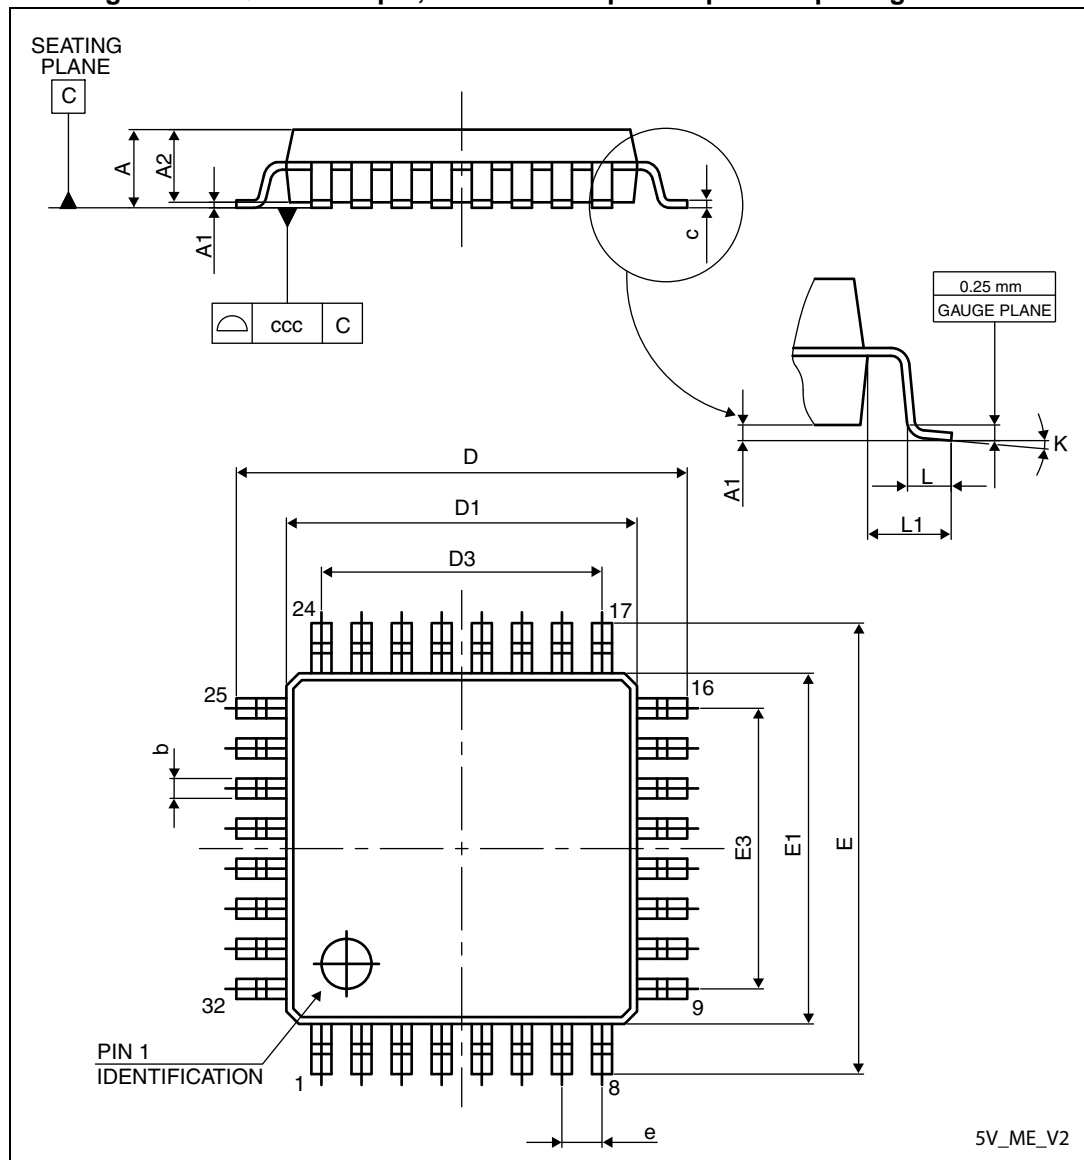 SEATING
PLANE
C
A
A2
A1
c
ccc C
0.25 mm
GAUGE PLANE
K
A1
L
L1
D
D1
D3
24
17
25
16
b
E3
E1
E
32
9
PIN 1
IDENTIFICATION
1
8
e
5V_ME_V2